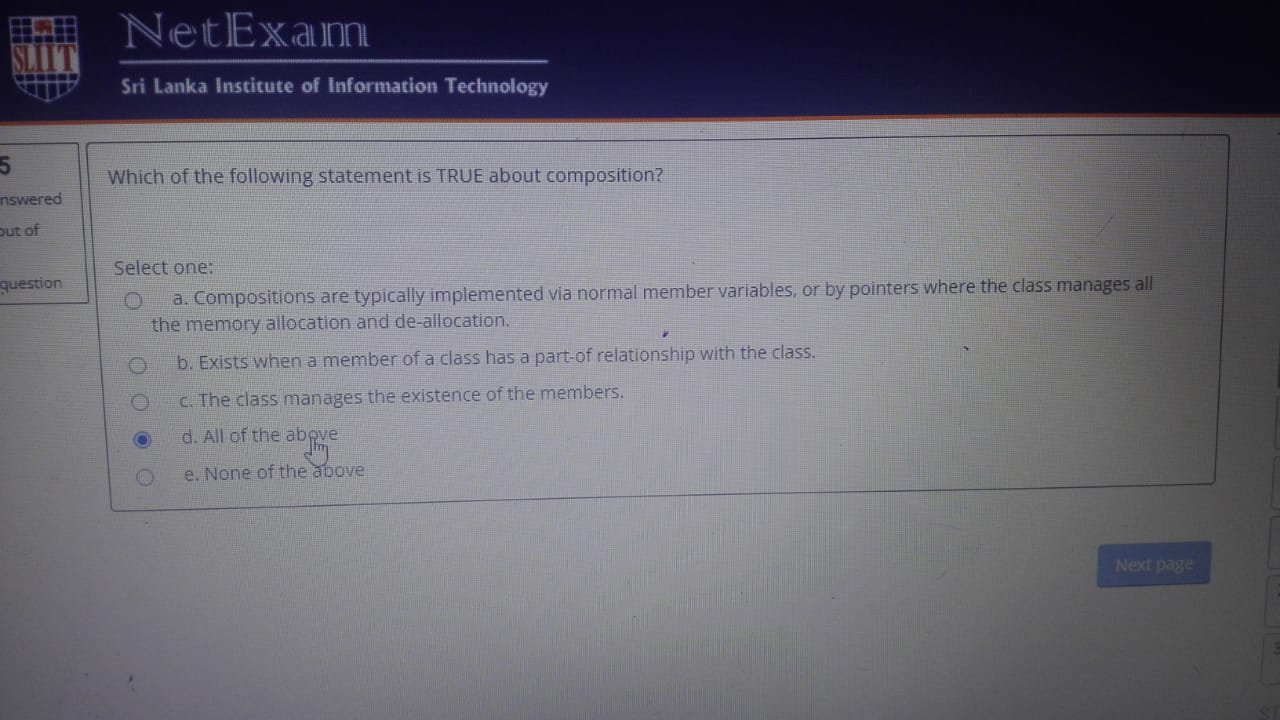 SLIIT
NetExam
Sri Lanka Institute of Information Technology
5
nswered
out of
question
Which of the following statement is TRUE about composition?
Select one:
a. Compositions are typically implemented via normal member variables, or by pointers where the class manages all
the memory allocation and de-allocation.
b. Exists when a member of a class has a part-of relationship with the class.
c. The class manages the existence of the members.
d. All of the above
e. None of the above
Next page